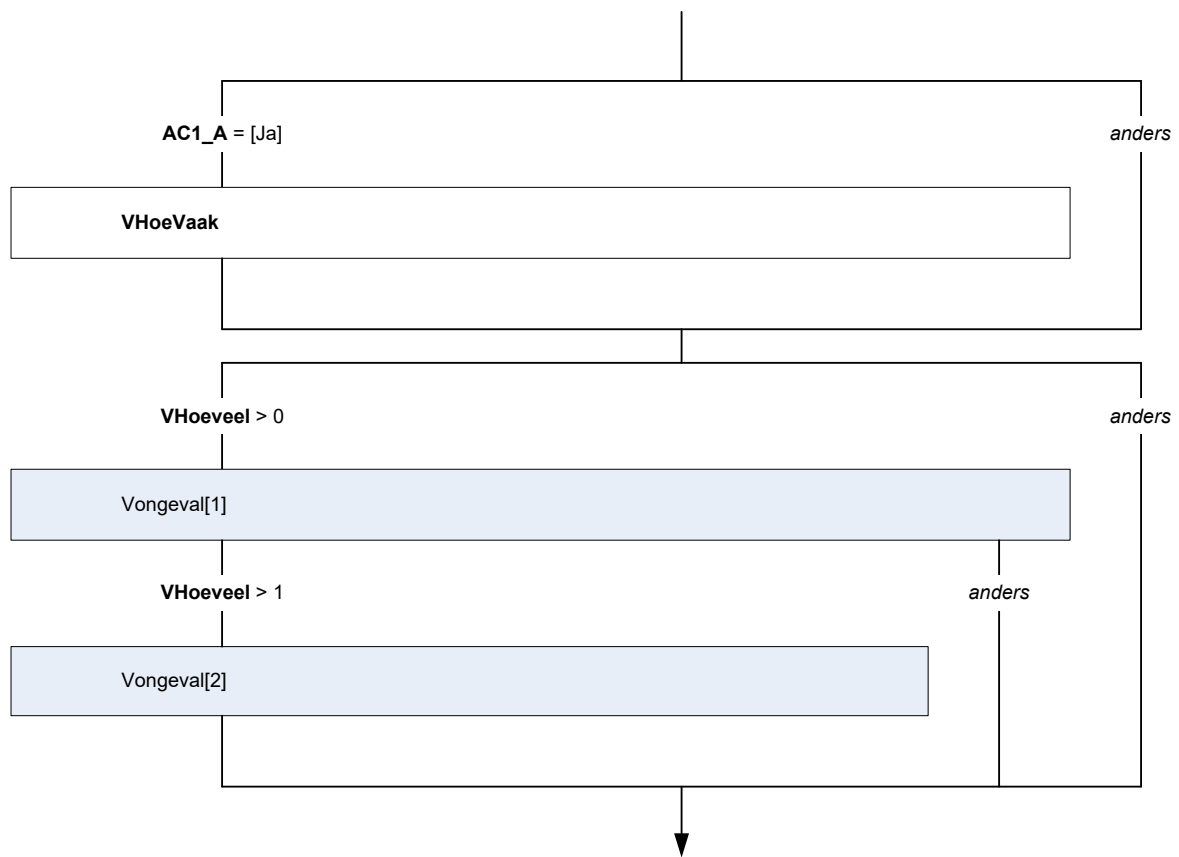 AC1_A = [Ja]
anders
VHoeVaak
VHoeveel > 0
anders
Vongeval[1]
VHoeveel > 1
anders
Vongeval[2]